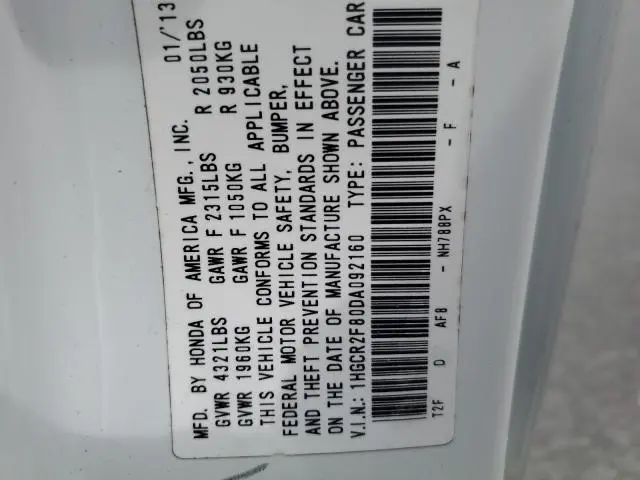 MFD. BY HONDA OF AMERICA MFG., INC. 01/'13
GVWR 4321LBS GAWR F 2315LBS R 2050LBS
GVWR 1960KG GAWR F 1050KG R 930KG
THIS VEHICLE CONFORMS TO ALL APPLICABLE
FEDERAL MOTOR VEHICLE SAFETY, BUMPER,
AND THEFT PREVENTION STANDARDS IN EFFECT
ON THE DATE OF MANUFACTURE SHOWN ABOVE.
V.I.N.: 1HGCR2F80DA092160 TYPE: PASSENGER CAR
T2F D AF8 - NH788PX - F - A